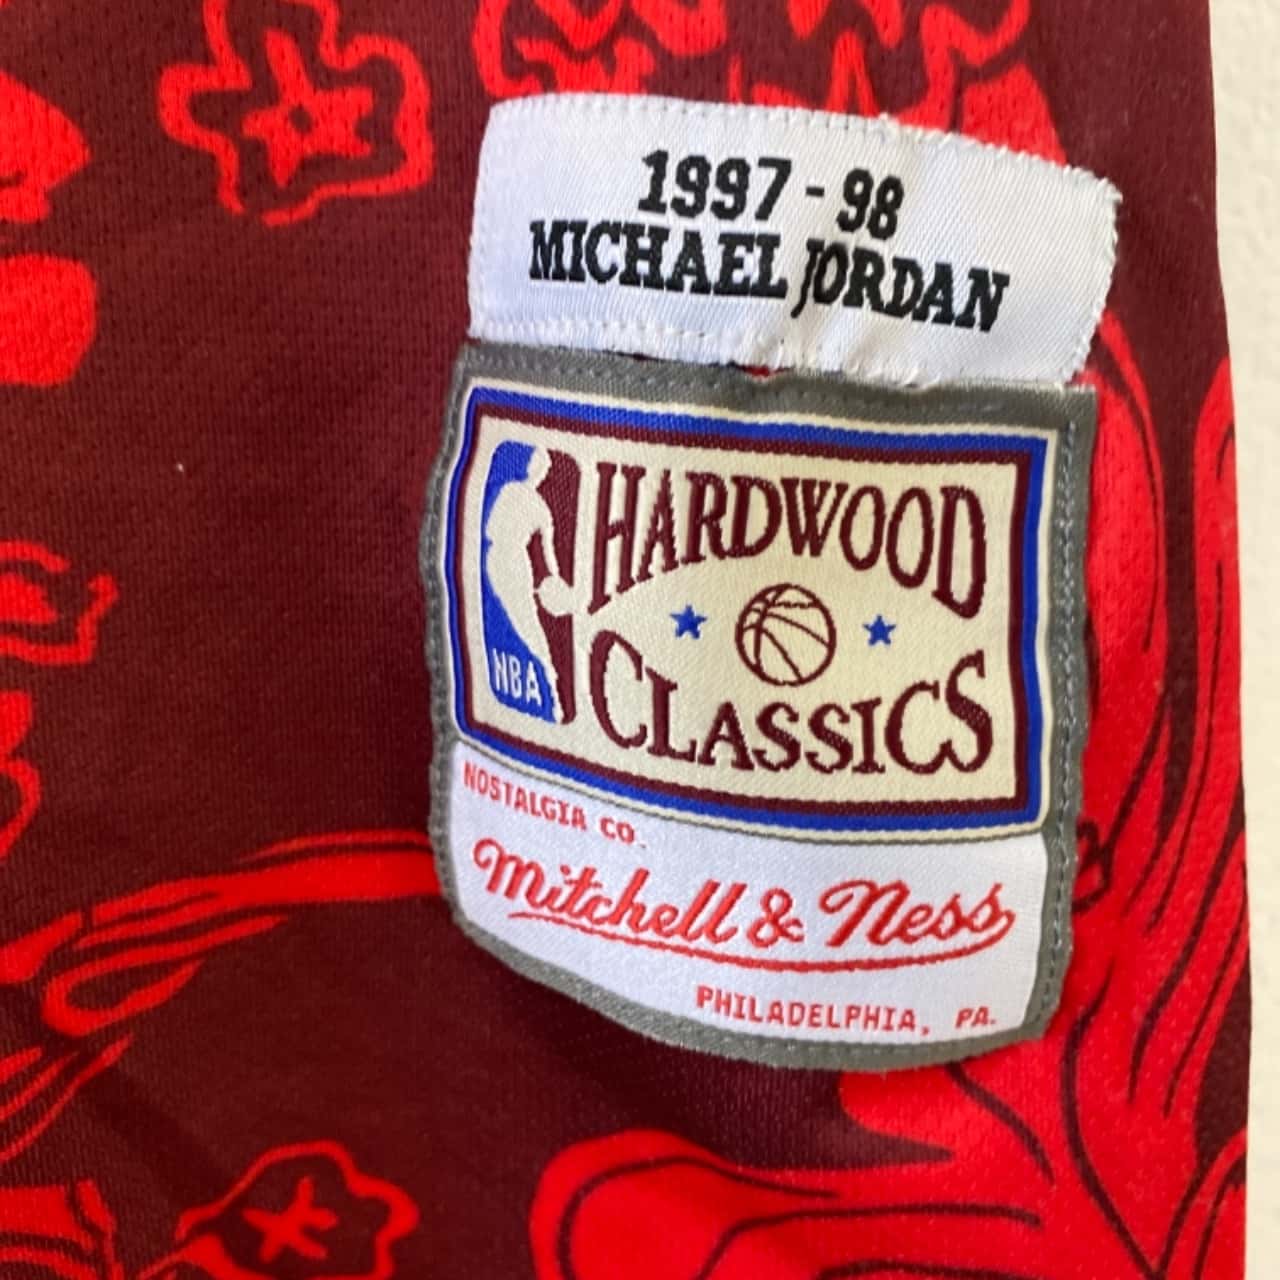 1997-98
MICHAEL JORDAN
HARDWOOD
CLASSICS
NBA
NOSTALGIA CO.
Mitchell & Ness
PHILADELPHIA, PA.